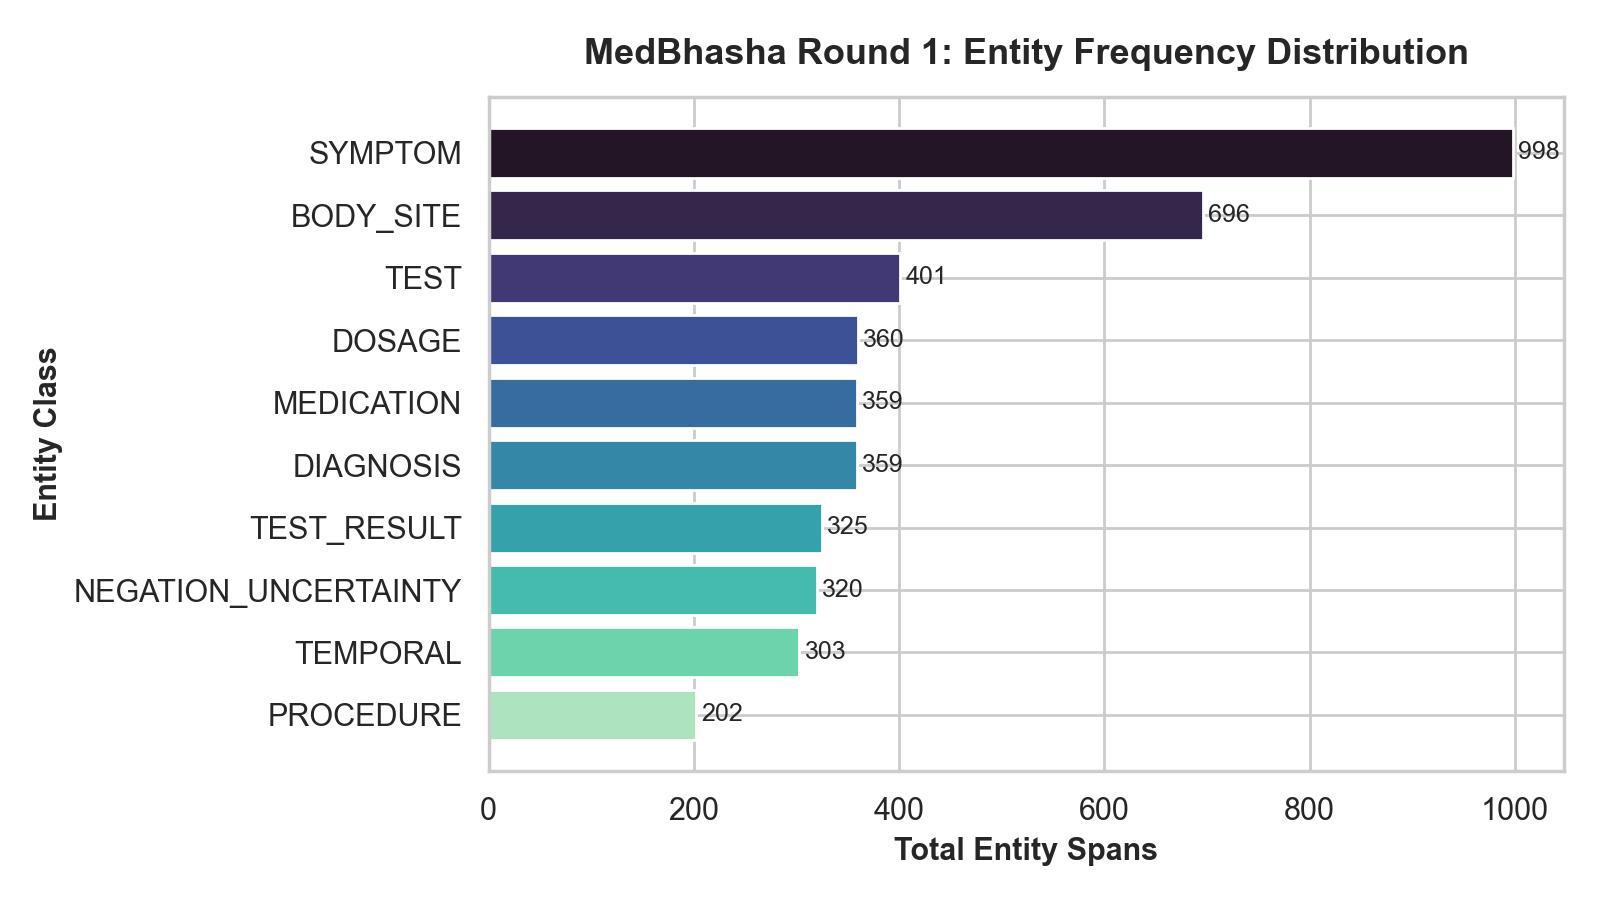 MedBhasha Round 1: Entity Frequency Distribution
Entity Class
SYMPTOM 998
BODY_SITE 696
TEST 401
DOSAGE 360
MEDICATION 359
DIAGNOSIS 359
TEST_RESULT 325
NEGATION_UNCERTAINTY 320
TEMPORAL 303
PROCEDURE 202
0 200 400 600 800 1000
Total Entity Spans